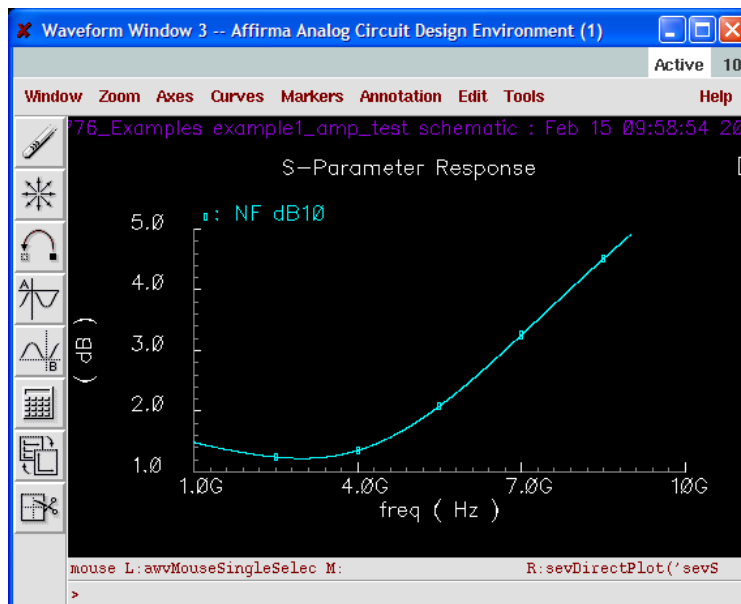 Waveform Window 3 -- Affirma Analog Circuit Design Environment (1)
Active 10
Window Zoom Axes Curves Markers Annotation Edit Tools Help
776_Examples example1_amp_test schematic : Feb 15 09:58:54 20
S-Parameter Response
: NF dB10
5.0
4.0
3.0
2.0
1.0
( dB )
1.0G 4.0G 7.0G 10G
freq ( Hz )
A
B
mouse L:awvMouseSingleSelec M: R:sevDirectPlot('sevS
>